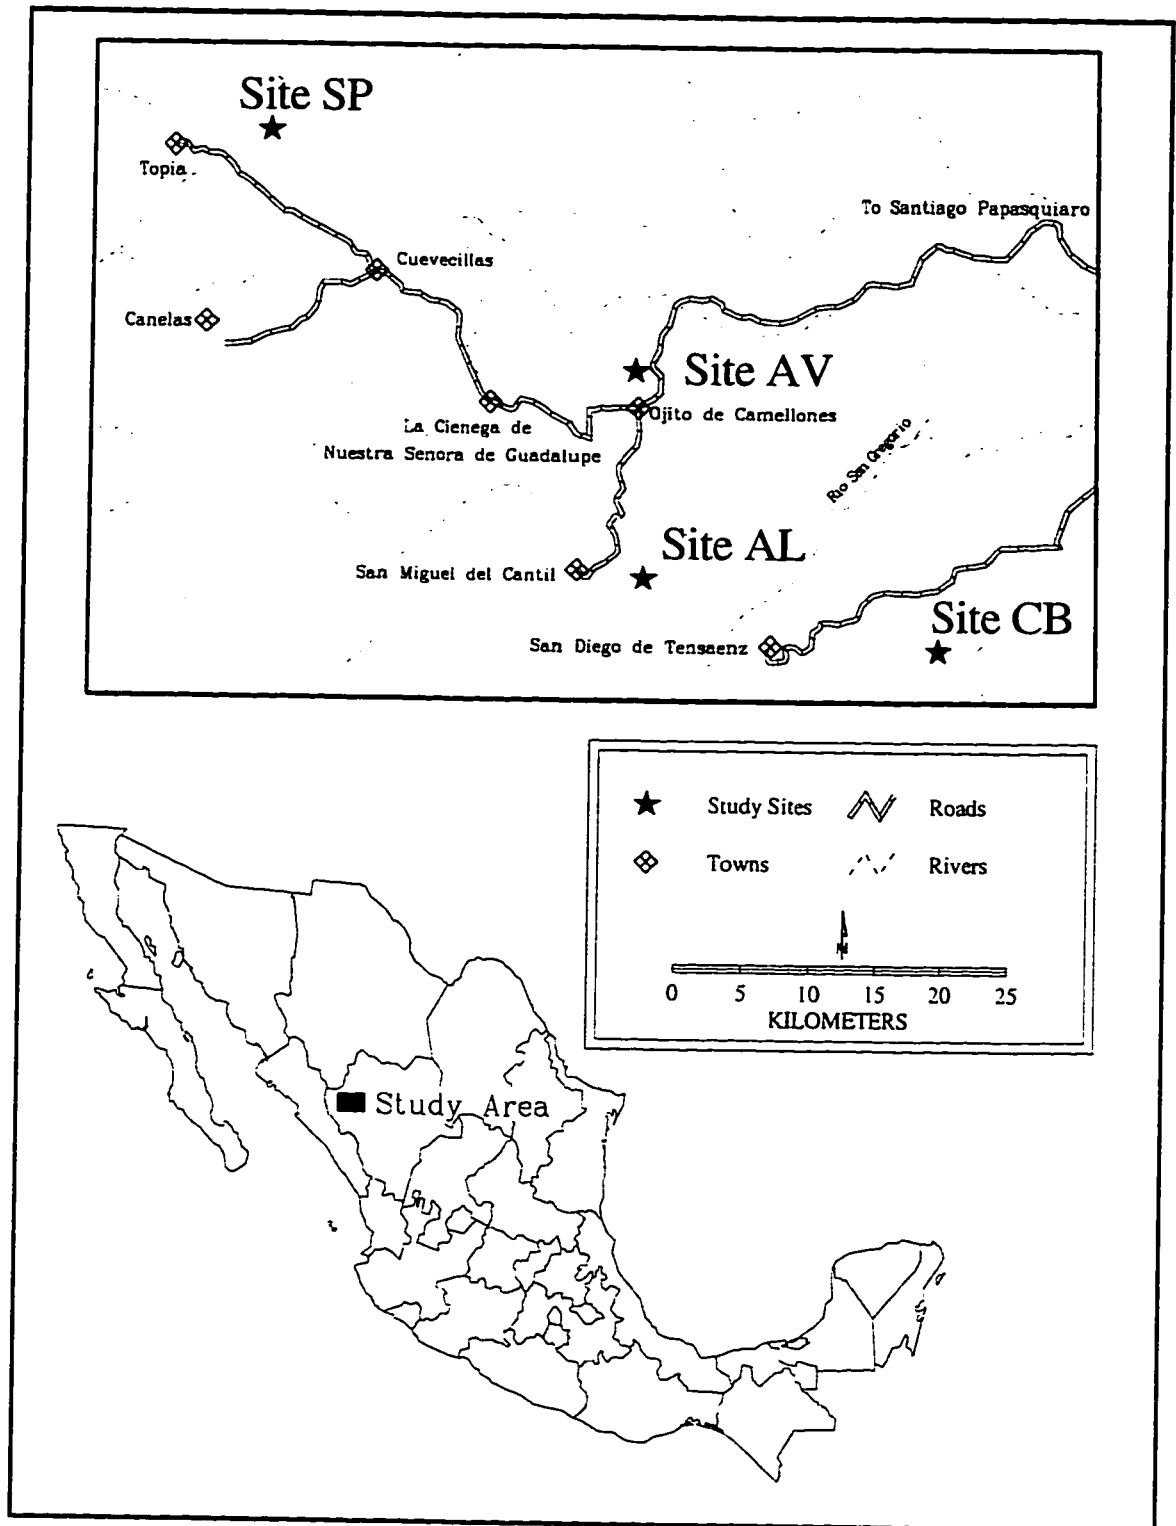 Site SP
Topia
To Santiago Papasquiaro
Cuevecillas
Canelas
Site AV
Ojito de Camellones
La Cienega de
Nuestra Senora de Guadalupe
Rio San Gregorio
Site AL
San Miguel del Cantil
Site CB
San Diego de Tensaenz
Study Sites
Roads
Towns
Rivers
N
0 5 10 15 20 25
KILOMETERS
Study Area